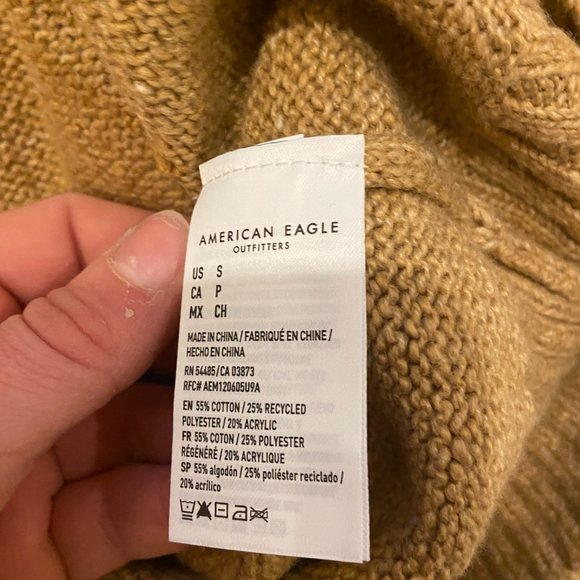 AMERICAN EAGLE
OUTFITTERS
US S
CA P
MX CH
MADE IN CHINA / FABRIQUÉ EN CHINE /
HECHO EN CHINA
RN 54485/CA 03873
RFC# AEM120605U9A
EN 55% COTTON / 25% RECYCLED
POLYESTER / 20% ACRYLIC
FR 55% COTON / 25% POLYESTER
RÉGÉNÉRÉ / 20% ACRYLIQUE
SP 55% algodón / 25% poliéster reciclado /
20% acrílico